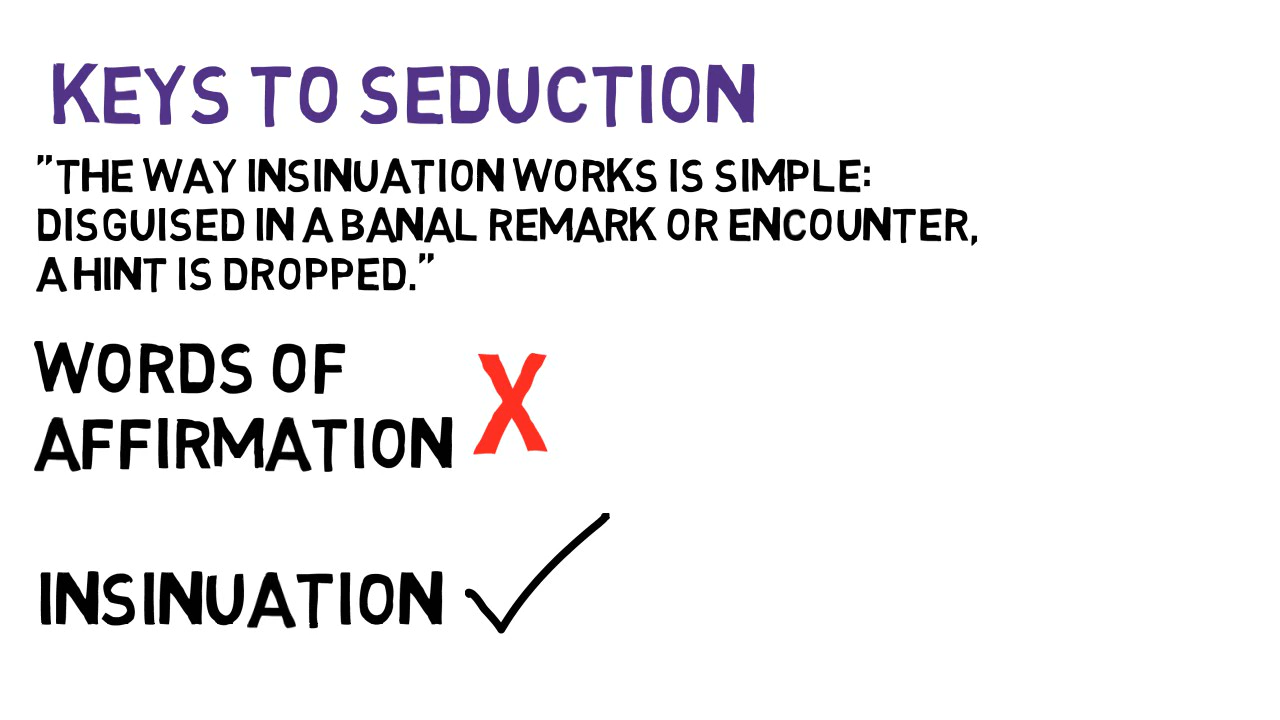 KEYS TO SEDUCTION
"THE WAY INSINUATION WORKS IS SIMPLE:
DISGUISED IN A BANAL REMARK OR ENCOUNTER,
A HINT IS DROPPED."
WORDS OF
AFFIRMATION X
INSINUATION ✓